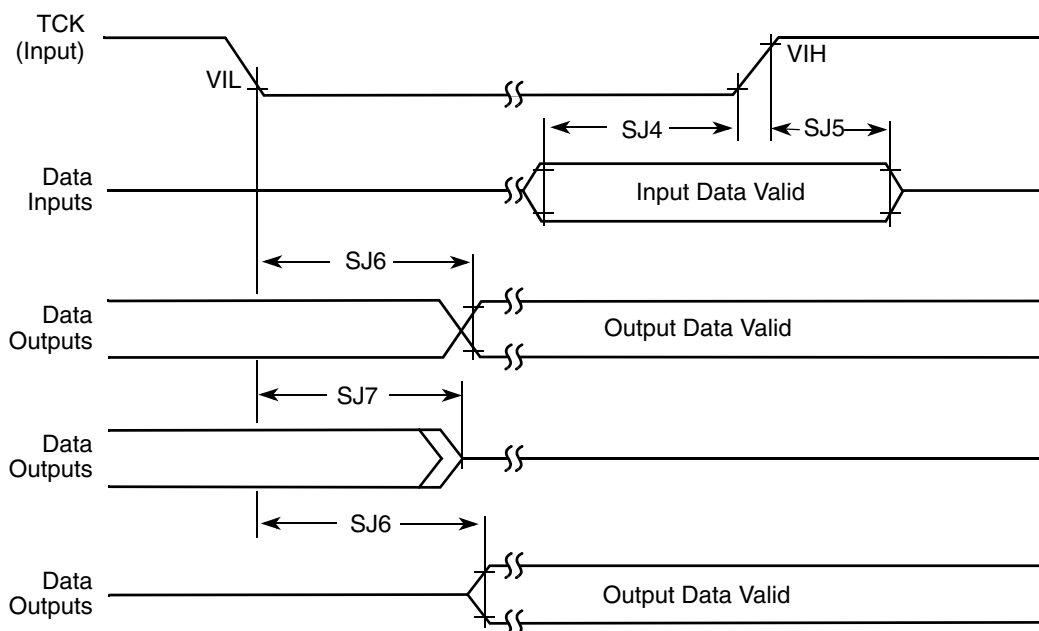 TCK
(Input)
VIL
VIH
SJ4
SJ5
Data
Inputs
Input Data Valid
SJ6
Data
Outputs
Output Data Valid
SJ7
Data
Outputs
SJ6
Data
Outputs
Output Data Valid